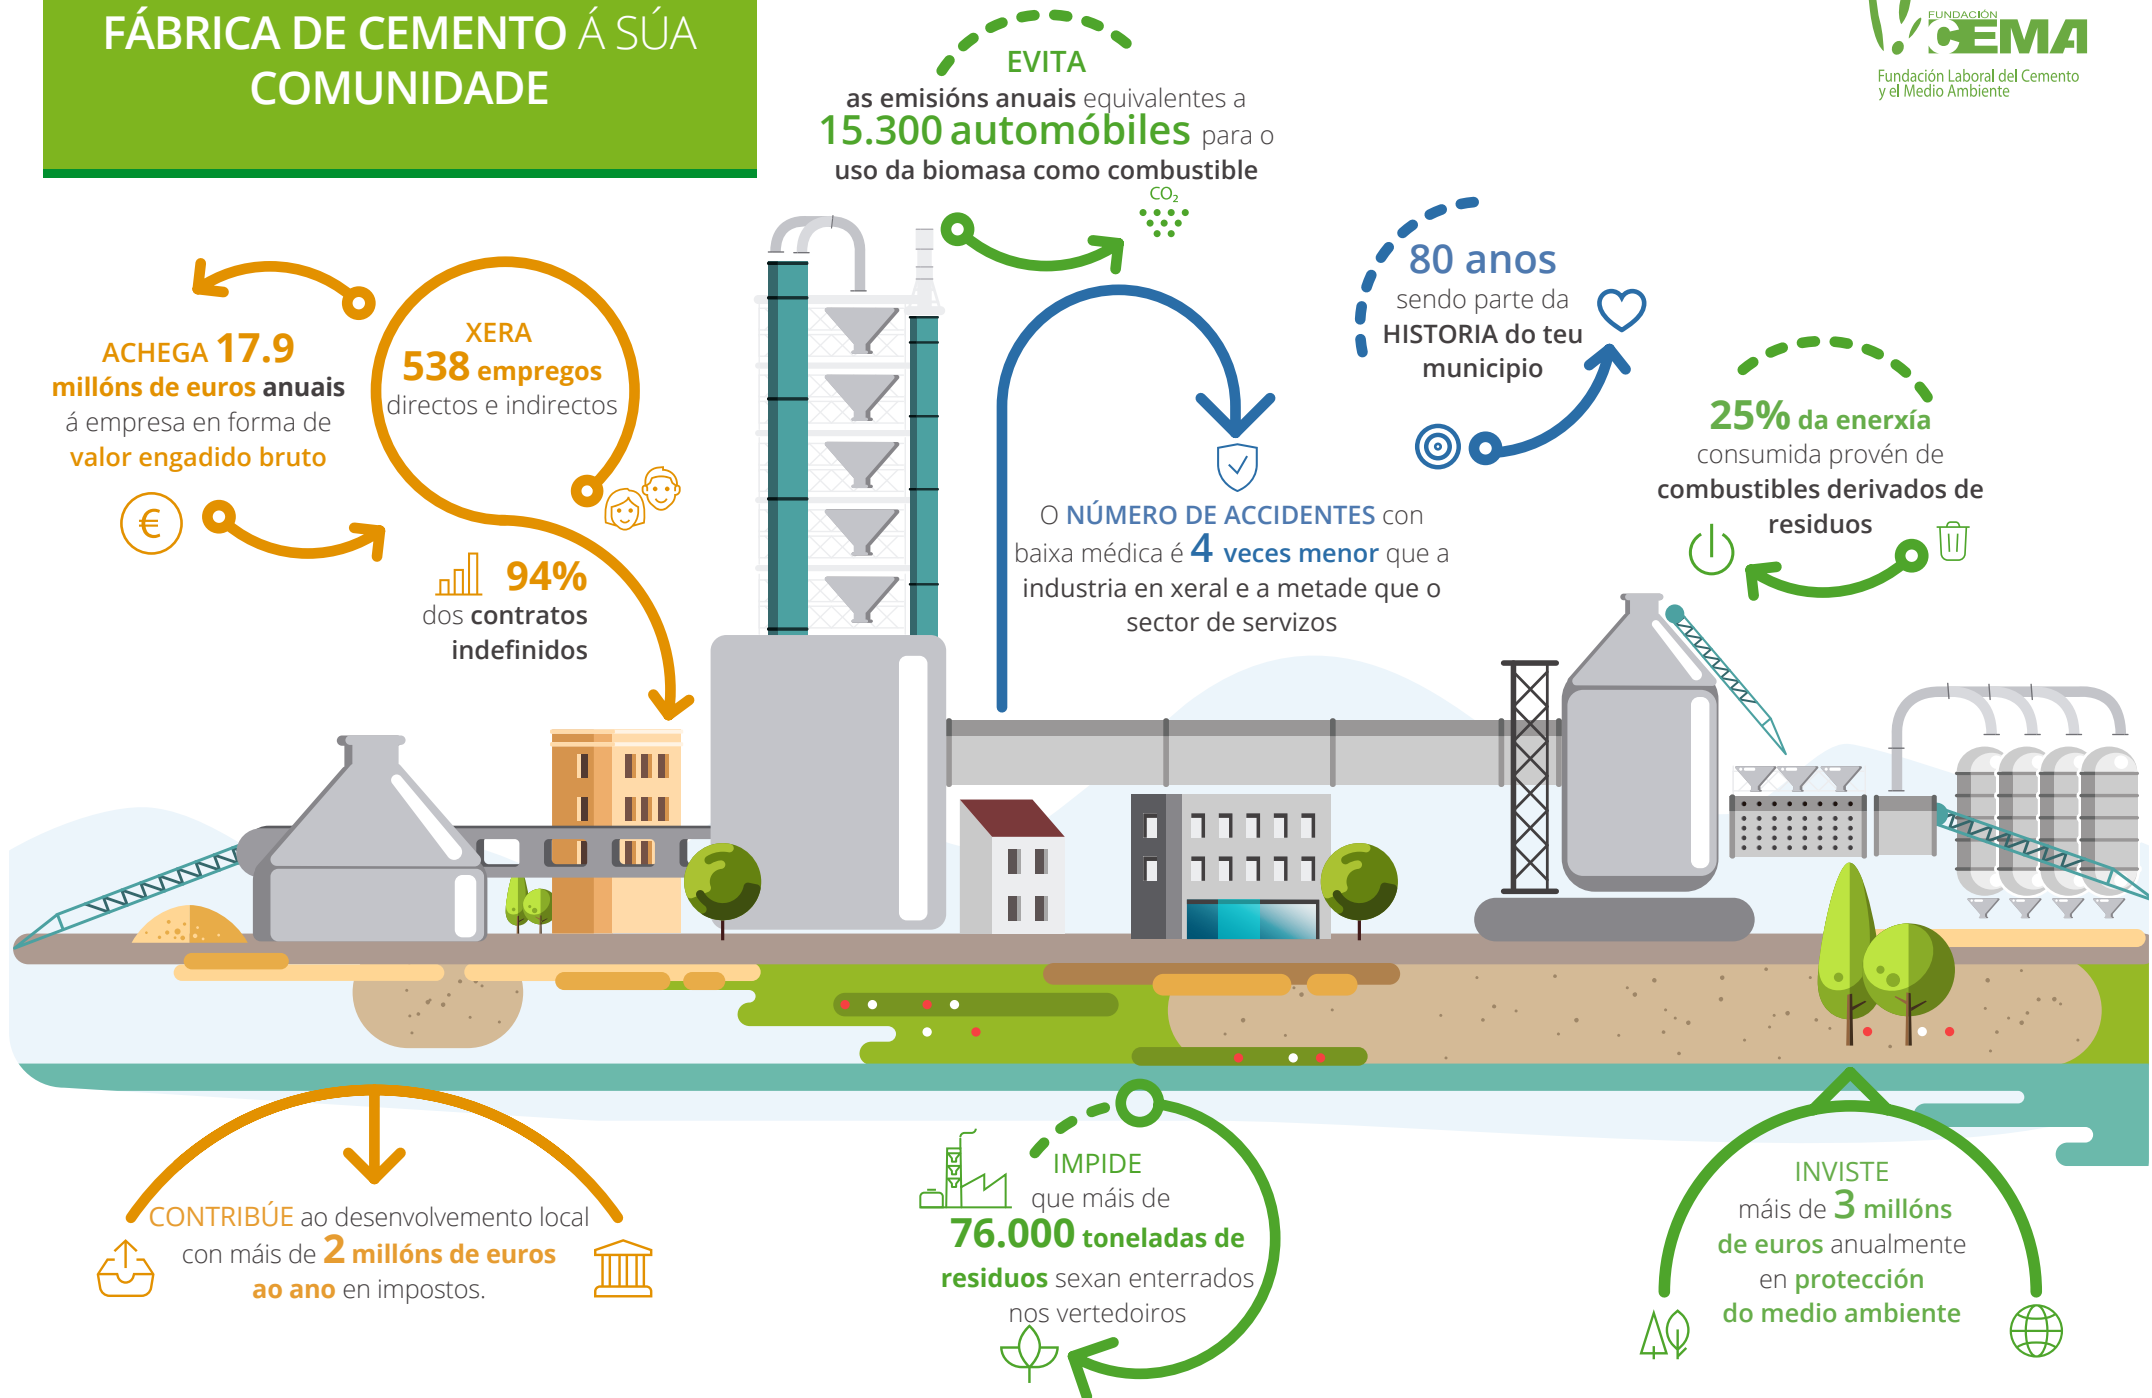 FÁBRICA DE CEMENTO Á SÚA
COMUNIDADE
EVITA
as emisións anuais equivalentes a
15.300 automóbiles para o
uso da biomasa como combustible
CO₂
FUNDACIÓN
CEMA
Fundación Laboral del Cemento
y el Medio Ambiente
ACHEGA 17.9
millóns de euros anuais
á empresa en forma de
valor engadido bruto
€
XERA
538 empregos
directos e indirectos
94%
dos contratos
indefinidos
80 anos
sendo parte da
HISTORIA do teu
municipio
O NÚMERO DE ACCIDENTES con
baixa médica é 4 veces menor que a
industria en xeral e a metade que o
sector de servizos
25% da enerxía
consumida provén de
combustibles derivados de
residuos
CONTRIBÚE ao desenvolvemento local
con máis de 2 millóns de euros
ao ano en impostos.
IMPIDE
que máis de
76.000 toneladas de
residuos sexan enterrados
nos vertedoiros
INVISTE
máis de 3 millóns
de euros anualmente
en protección
do medio ambiente